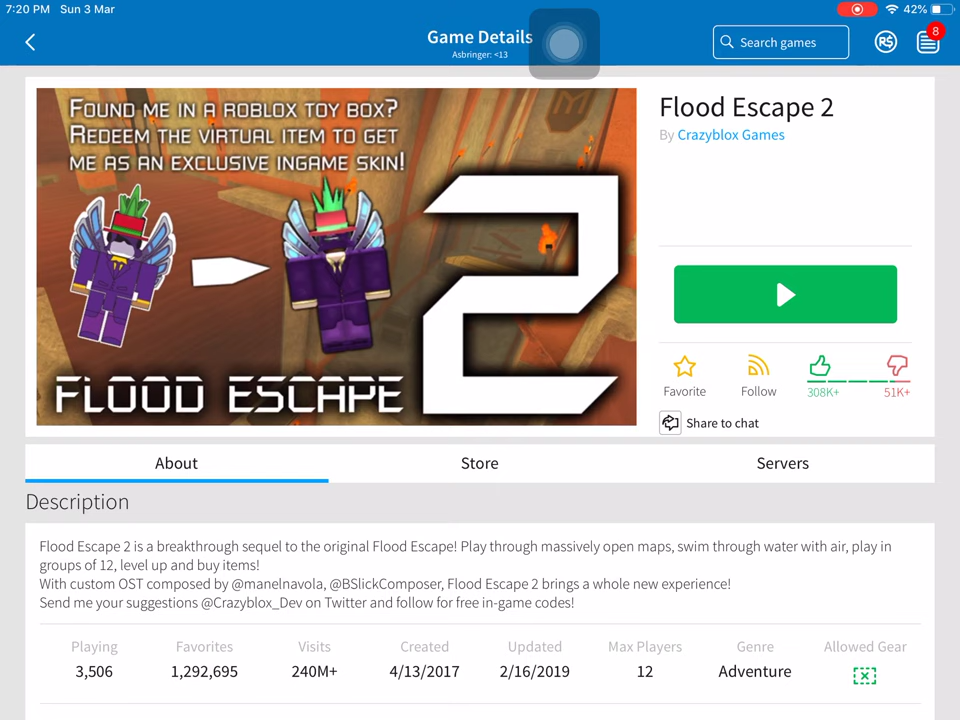 7:20 PM Sun 3 Mar
42%
Game Details
Asbringer: <13
Search games
R$
8
FOUND ME IN A ROBLOX TOY BOX?
REDEEM THE VIRTUAL ITEM TO GET
ME AS AN EXCLUSIVE INGAME SKIN!
2
FLOOD ESCAPE
Flood Escape 2
By Crazyblox Games
Favorite
Follow
308K+
51K+
Share to chat
About
Store
Servers
Description
Flood Escape 2 is a breakthrough sequel to the original Flood Escape! Play through massively open maps, swim through water with air, play in
groups of 12, level up and buy items!
With custom OST composed by @manelnavola, @BSlickComposer, Flood Escape 2 brings a whole new experience!
Send me your suggestions @Crazyblox_Dev on Twitter and follow for free in-game codes!
Playing Favorites Visits Created Updated Max Players Genre Allowed Gear
3,506 1,292,695 240M+ 4/13/2017 2/16/2019 12 Adventure